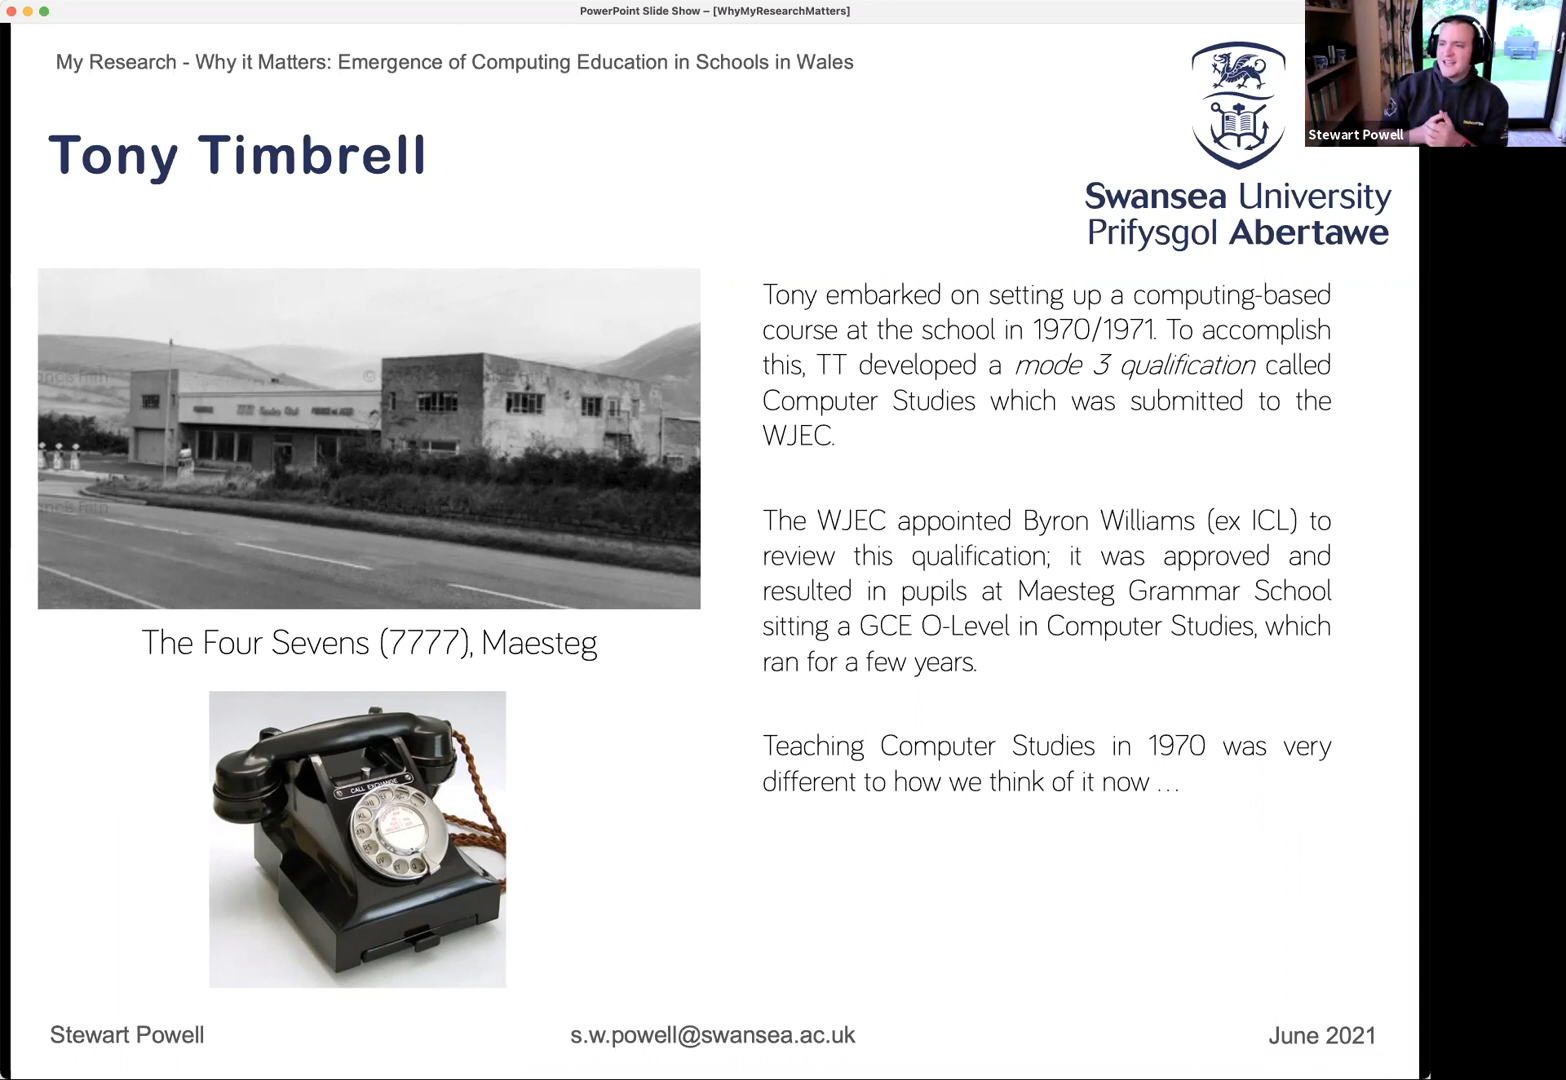 PowerPoint Slide Show – [WhyMyResearchMatters]
My Research - Why it Matters: Emergence of Computing Education in Schools in Wales
Stewart Powell
Tony Timbrell
Swansea University
Prifysgol Abertawe
Tony embarked on setting up a computing-based
course at the school in 1970/1971. To accomplish
this, TT developed a mode 3 qualification called
Computer Studies which was submitted to the
WJEC.
The WJEC appointed Byron Williams (ex ICL) to
review this qualification; it was approved and
resulted in pupils at Maesteg Grammar School
sitting a GCE O-Level in Computer Studies, which
ran for a few years.
Teaching Computer Studies in 1970 was very
different to how we think of it now ...
The Four Sevens (7777), Maesteg
CALL EXCHANGE
Stewart Powell
s.w.powell@swansea.ac.uk
June 2021